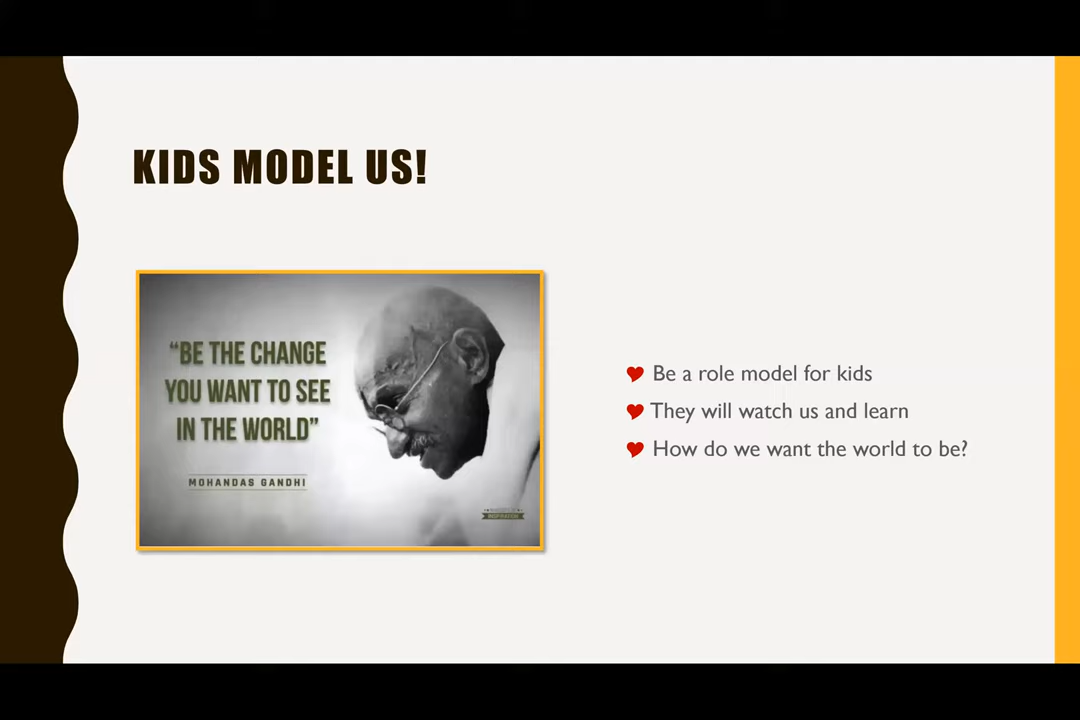 KIDS MODEL US!
“BE THE CHANGE
YOU WANT TO SEE
IN THE WORLD”
MOHANDAS GANDHI
INSPIRATION
Be a role model for kids
They will watch us and learn
How do we want the world to be?